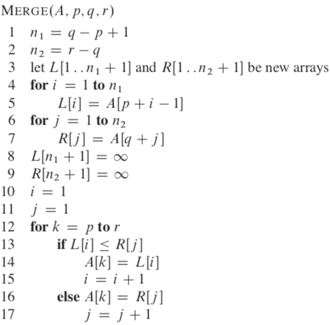 MERGE(A, p, q, r)
1 n₁ = q − p + 1
2 n₂ = r − q
3 let L[1 . . n₁ + 1] and R[1 . . n₂ + 1] be new arrays
4 for i = 1 to n₁
5 L[i] = A[p + i − 1]
6 for j = 1 to n₂
7 R[j] = A[q + j]
8 L[n₁ + 1] = ∞
9 R[n₂ + 1] = ∞
10 i = 1
11 j = 1
12 for k = p to r
13 if L[i] ≤ R[j]
14 A[k] = L[i]
15 i = i + 1
16 else A[k] = R[j]
17 j = j + 1